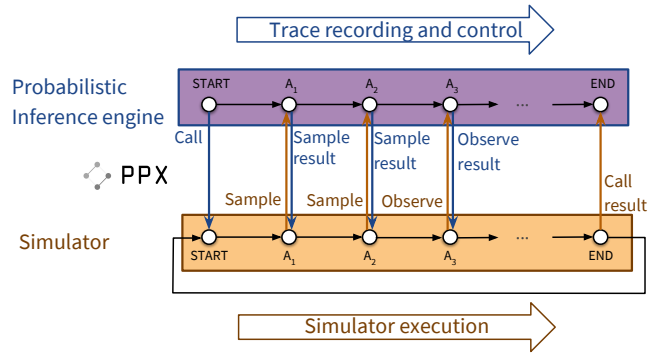 Trace recording and control
Probabilistic
Inference engine
START A1 A2 A3 ... END
Call
Sample
result
Sample
result
Observe
result
PPX
Sample
Sample
Observe
Call
result
Simulator
START A1 A2 A3 ... END
Simulator execution